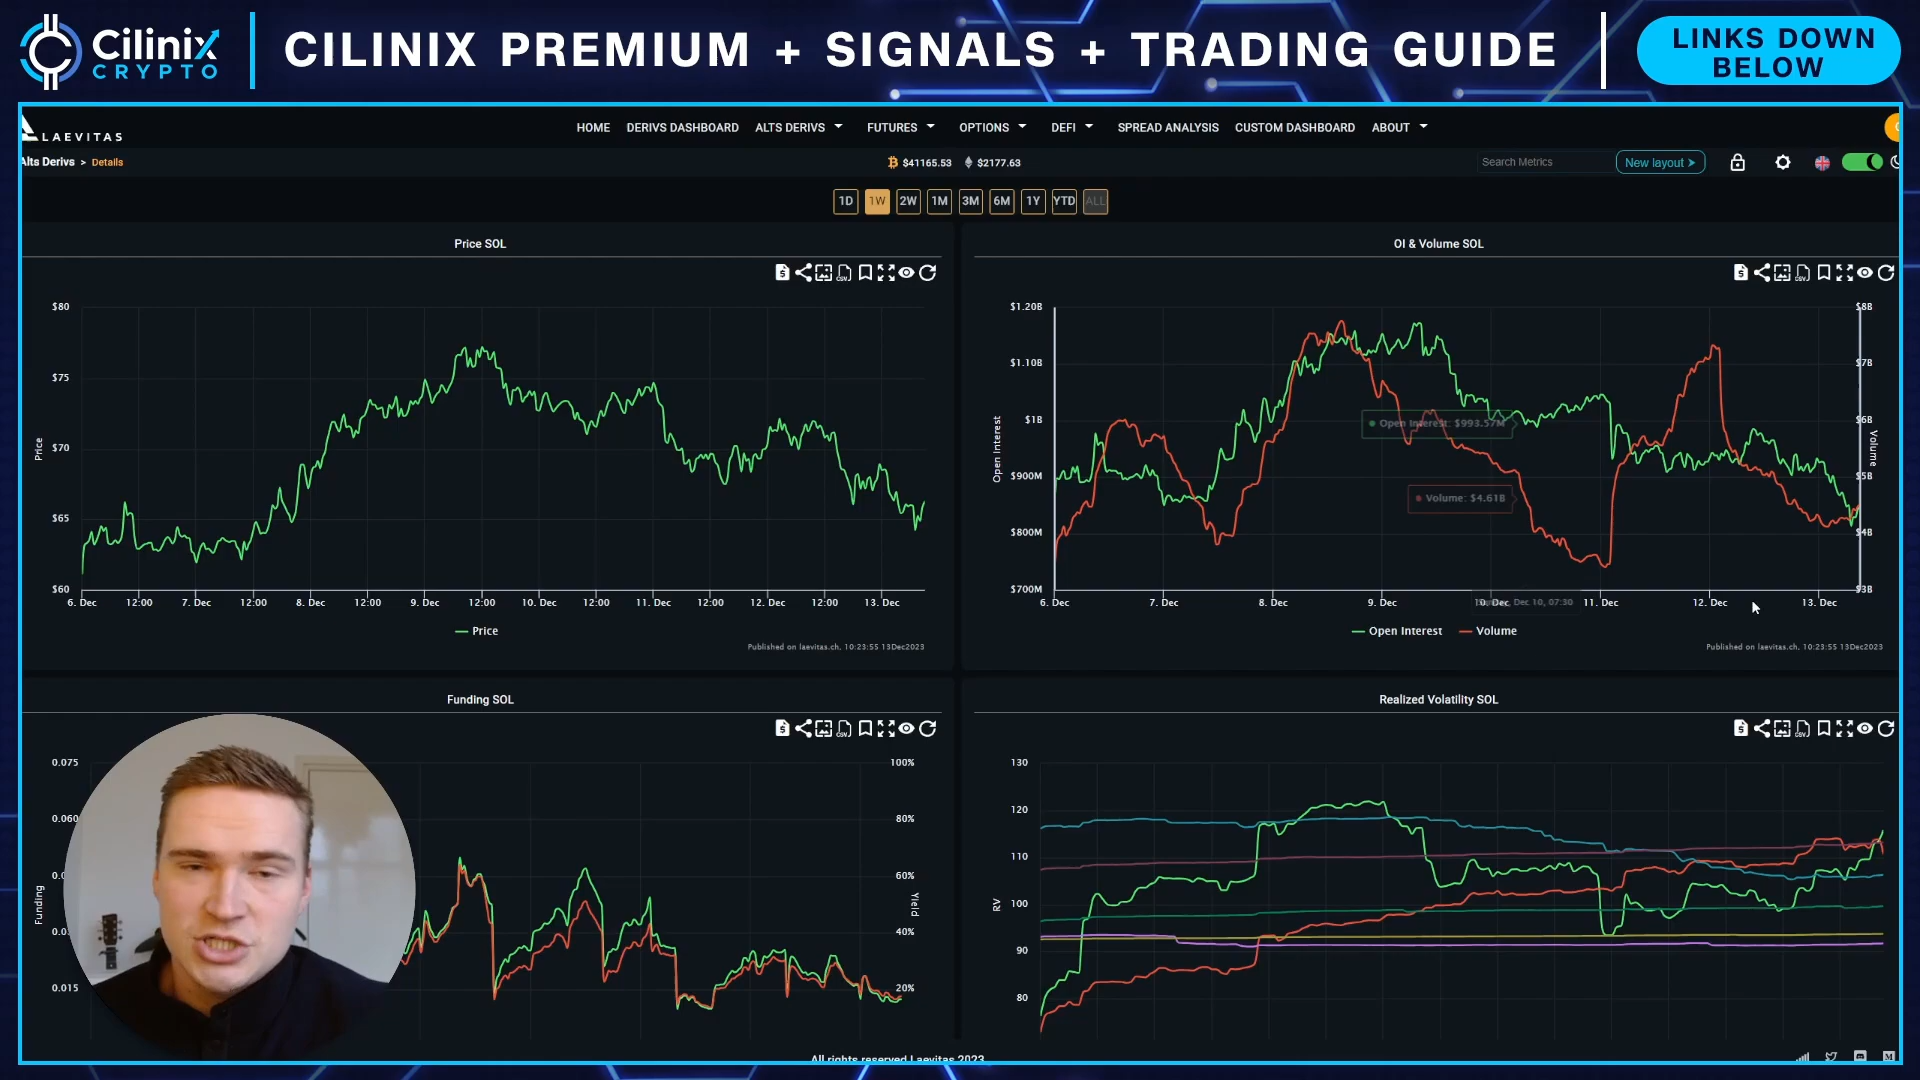 Cilinix
CRYPTO
CILINIX PREMIUM + SIGNALS + TRADING GUIDE
LINKS DOWN
BELOW
LAEVITAS
HOME DERIVS DASHBOARD ALTS DERIVS FUTURES OPTIONS DEFI SPREAD ANALYSIS CUSTOM DASHBOARD ABOUT
Alts Derivs > Details
$41165.53 $2177.63
Search Metrics
New layout >
1D 1W 2W 1M 3M 6M 1Y YTD ALL
Price SOL
$80
$75
$70
$65
$60
Price
6. Dec 12:00 7. Dec 12:00 8. Dec 12:00 9. Dec 12:00 10. Dec 12:00 11. Dec 12:00 12. Dec 12:00 13. Dec
Price
Published on laevitas.ch, 10:23:55 13Dec2023
OI & Volume SOL
$1.20B
$1.10B
$1B
$900M
$800M
$700M
Open Interest
$8B
$7B
$6B
$5B
$4B
$3B
Volume
Open Interest: $993.57M
Volume: $4.61B
6. Dec 7. Dec 8. Dec 9. Dec 10. Dec 11. Dec 12. Dec 13. Dec
Dec 10, 07:30
Open Interest Volume
Published on laevitas.ch, 10:23:55 13Dec2023
Funding SOL
0.075
0.060
0.015
Funding
100%
80%
60%
40%
20%
Yield
Realized Volatility SOL
130
120
110
100
90
80
RV
All rights reserved Laevitas 2023